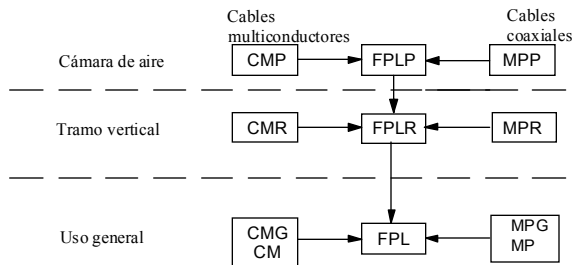 Cables
multiconductores
Cables
coaxiales
Cámara de aire
CMP
FPLP
MPP
Tramo vertical
CMR
FPLR
MPR
Uso general
CMG
CM
FPL
MPG
MP